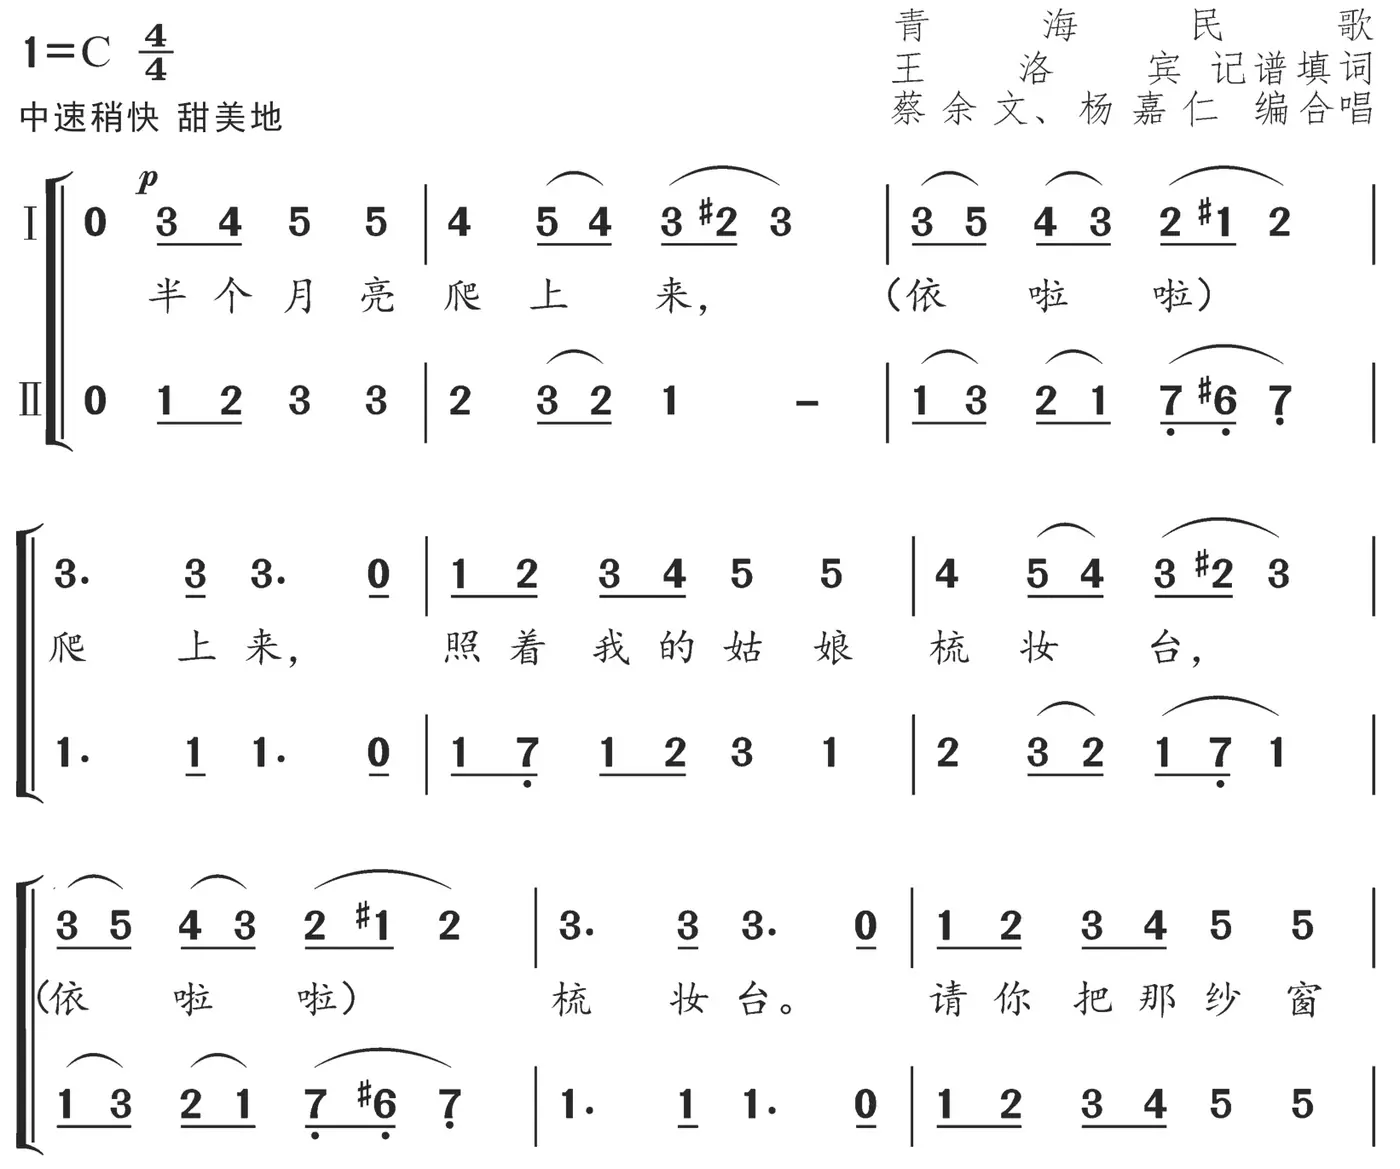 1=C 4/4
中速稍快 甜美地
青海民歌
王洛宾 记谱填词
蔡余文、杨嘉仁 编合唱
p
I 0 3 4 5 5 | 4 5 4 3 #2 3 | 3 5 4 3 2 #1 2 |
半个月亮 爬上来, (依啦啦)
II 0 1 2 3 3 | 2 3 2 1 - | 1 3 2 1 7̣ #6̣ 7̣ |
3. 3 3. 0 | 1 2 3 4 5 5 | 4 5 4 3 #2 3 |
爬上来, 照着我的姑娘 梳妆台,
1. 1 1. 0 | 1 7̣ 1 2 3 1 | 2 3 2 1 7̣ 1 |
3 5 4 3 2 #1 2 | 3. 3 3. 0 | 1 2 3 4 5 5
(依啦啦) 梳妆台。 请你把那纱窗
1 3 2 1 7̣ #6̣ 7̣ | 1. 1 1. 0 | 1 2 3 4 5 5